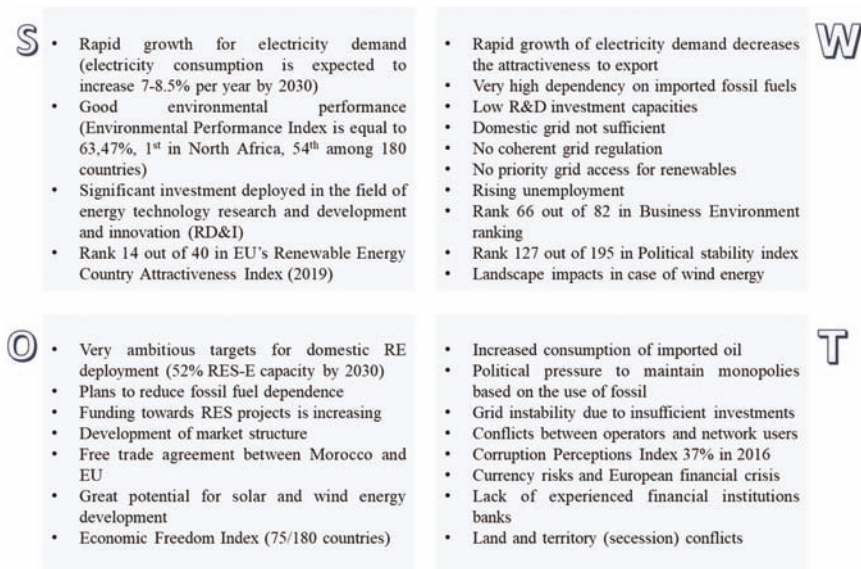 S
• Rapid growth for electricity demand
(electricity consumption is expected to
increase 7-8.5% per year by 2030)
• Good environmental performance
(Environmental Performance Index is equal to
63,47%, 1st in North Africa, 54th among 180
countries)
• Significant investment deployed in the field of
energy technology research and development
and innovation (RD&I)
• Rank 14 out of 40 in EU's Renewable Energy
Country Attractiveness Index (2019)
W
• Rapid growth of electricity demand decreases
the attractiveness to export
• Very high dependency on imported fossil fuels
• Low R&D investment capacities
• Domestic grid not sufficient
• No coherent grid regulation
• No priority grid access for renewables
• Rising unemployment
• Rank 66 out of 82 in Business Environment
ranking
• Rank 127 out of 195 in Political stability index
• Landscape impacts in case of wind energy
O
• Very ambitious targets for domestic RE
deployment (52% RES-E capacity by 2030)
• Plans to reduce fossil fuel dependence
• Funding towards RES projects is increasing
• Development of market structure
• Free trade agreement between Morocco and
EU
• Great potential for solar and wind energy
development
• Economic Freedom Index (75/180 countries)
T
• Increased consumption of imported oil
• Political pressure to maintain monopolies
based on the use of fossil
• Grid instability due to insufficient investments
• Conflicts between operators and network users
• Corruption Perceptions Index 37% in 2016
• Currency risks and European financial crisis
• Lack of experienced financial institutions
banks
• Land and territory (secession) conflicts